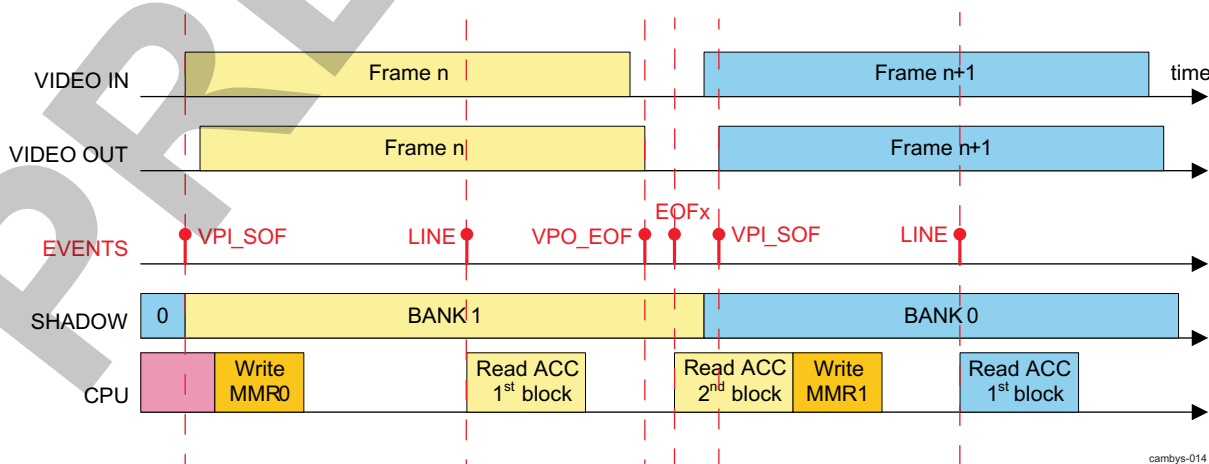 VIDEO IN
Frame n
Frame n+1
time
VIDEO OUT
Frame n
Frame n+1
EOFx
EVENTS
VPI_SOF
LINE
VPO_EOF
VPI_SOF
LINE
SHADOW
0
BANK 1
BANK 0
CPU
Write
MMR0
Read ACC
1st block
Read ACC
2nd block
Write
MMR1
Read ACC
1st block
cambys-014